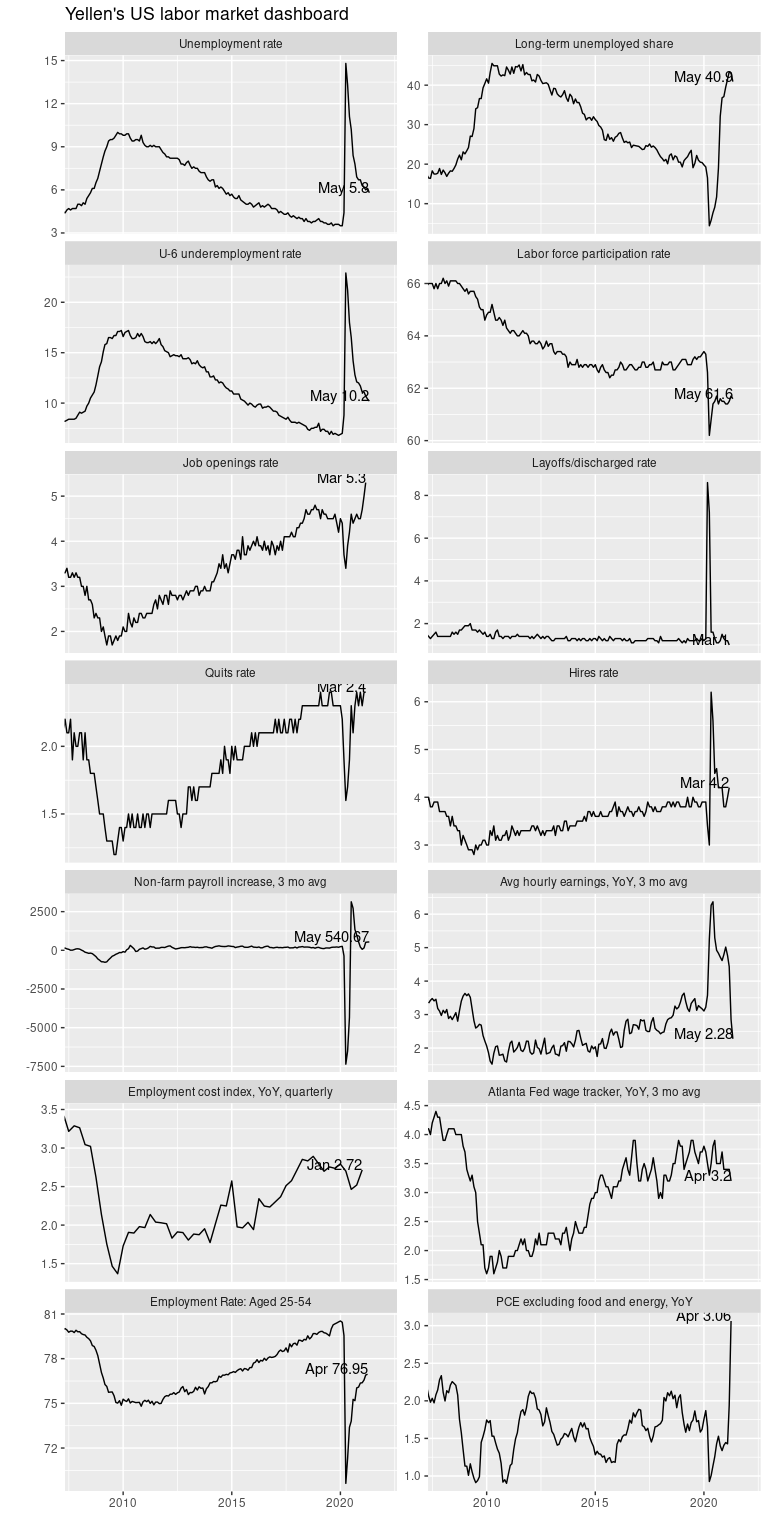 Yellen's US labor market dashboard
Unemployment rate
15
12
9
6
3
May 5.8
Long-term unemployed share
40
30
20
10
May 40.9
U-6 underemployment rate
20
15
10
May 10.2
Labor force participation rate
66
64
62
60
May 61.6
Job openings rate
5
4
3
2
Mar 5.3
Layoffs/discharged rate
8
6
4
2
Mar 1
Quits rate
2.0
1.5
Mar 2.4
Hires rate
6
5
4
3
Mar 4.2
Non-farm payroll increase, 3 mo avg
2500
0
-2500
-5000
-7500
May 540.67
Avg hourly earnings, YoY, 3 mo avg
6
5
4
3
2
May 2.28
Employment cost index, YoY, quarterly
3.5
3.0
2.5
2.0
1.5
Jan 2.72
Atlanta Fed wage tracker, YoY, 3 mo avg
4.5
4.0
3.5
3.0
2.5
2.0
1.5
Apr 3.2
Employment Rate: Aged 25-54
81
78
75
72
Apr 76.95
2010 2015 2020
PCE excluding food and energy, YoY
3.0
2.5
2.0
1.5
1.0
Apr 3.06
2010 2015 2020